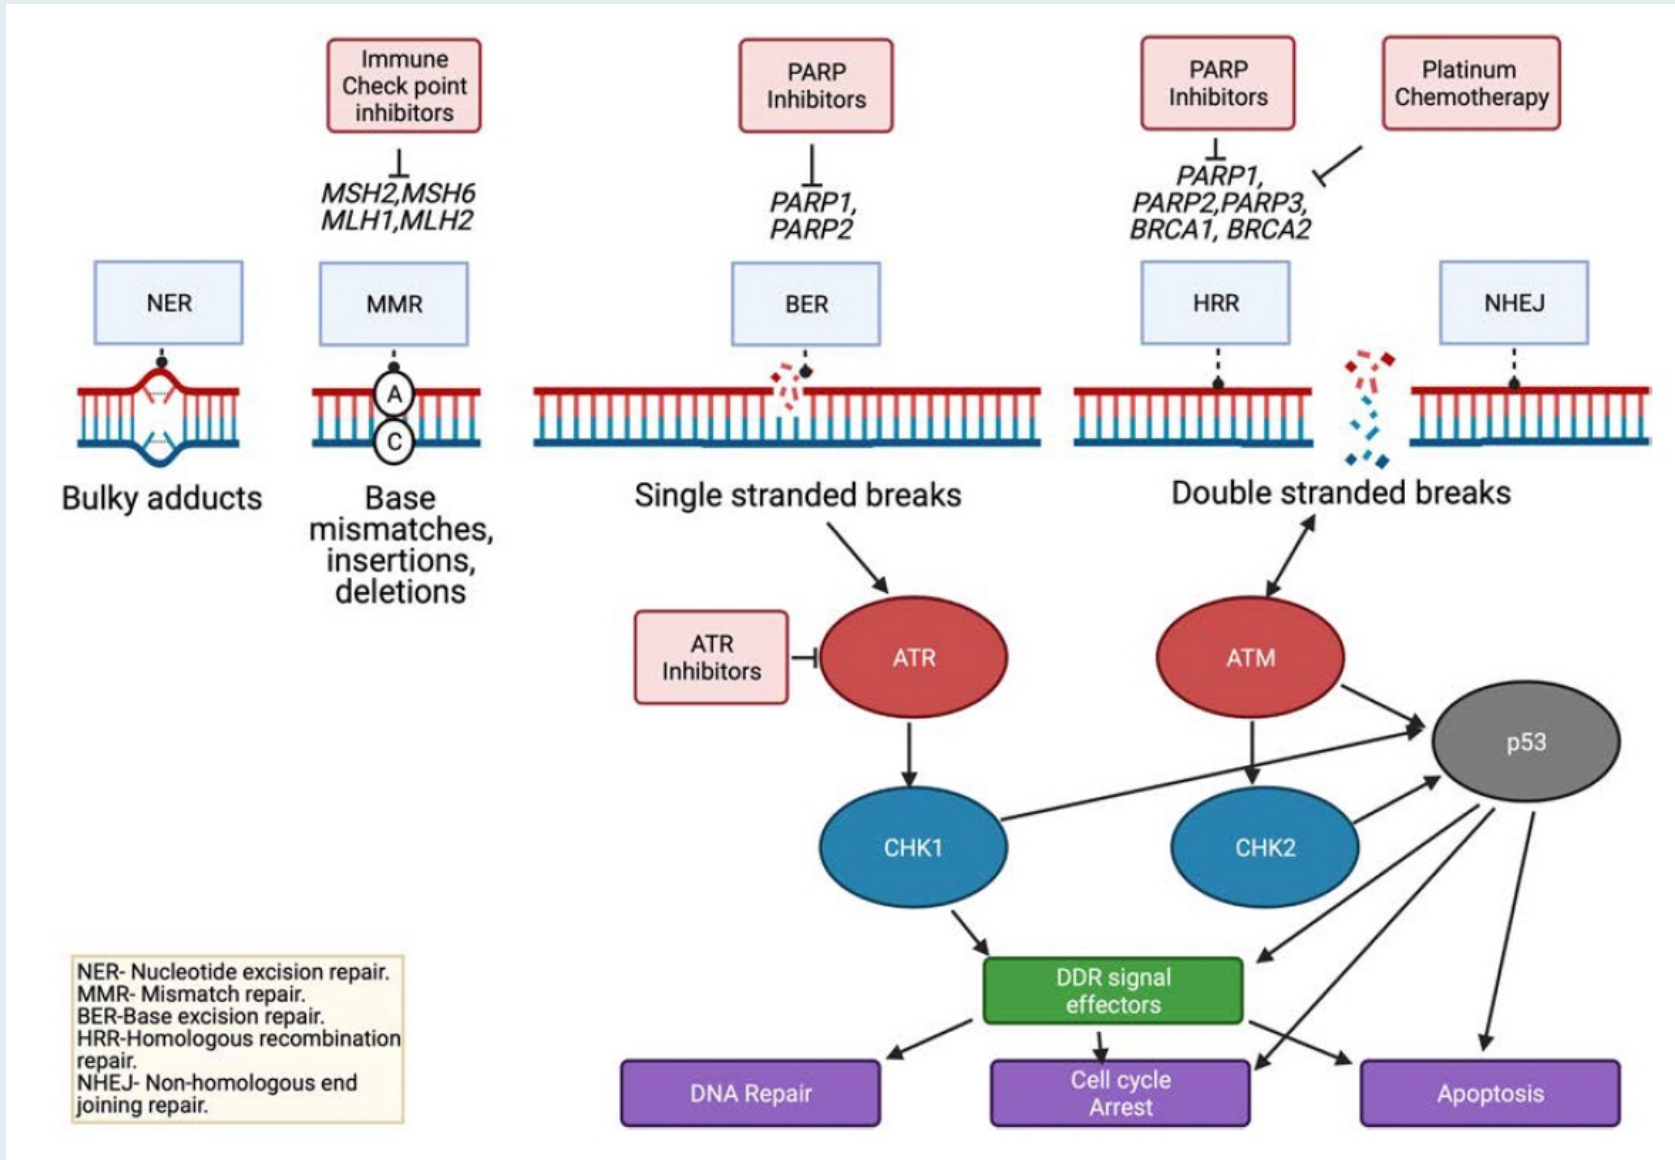 Immune
Check point
inhibitors
PARP
Inhibitors
PARP
Inhibitors
Platinum
Chemotherapy
MSH2,MSH6
MLH1,MLH2
PARP1,
PARP2
PARP1,
PARP2,PARP3,
BRCA1, BRCA2
NER
MMR
BER
HRR
NHEJ
A
C
Bulky adducts
Base
mismatches,
insertions,
deletions
Single stranded breaks
Double stranded breaks
ATR
Inhibitors
ATR
ATM
p53
CHK1
CHK2
DDR signal
effectors
DNA Repair
Cell cycle
Arrest
Apoptosis
NER- Nucleotide excision repair.
MMR- Mismatch repair.
BER-Base excision repair.
HRR-Homologous recombination
repair.
NHEJ- Non-homologous end
joining repair.